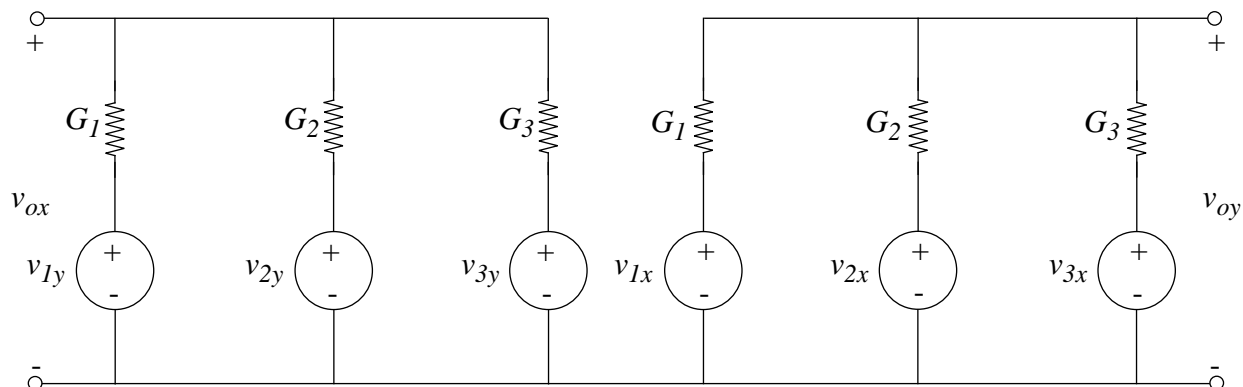 + +
G1 G2 G3 G1 G2 G3
vox voy
+ + + + + +
v1y v2y v3y v1x v2x v3x
- - - - - -
- -